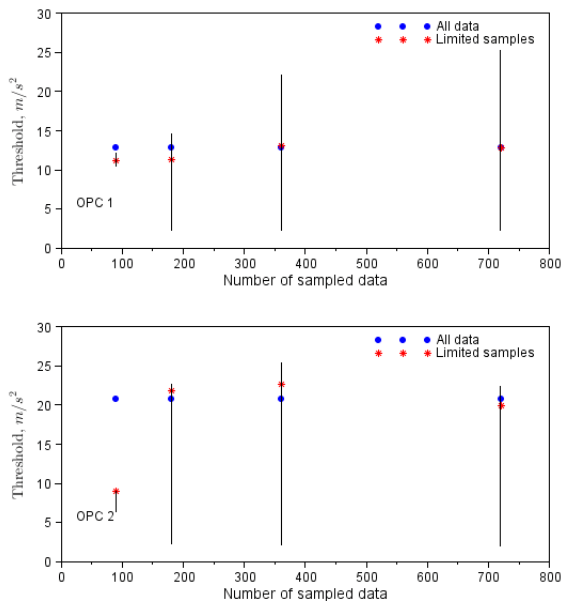 30
25
20
15
10
5
0
Threshold, m/s²
All data
Limited samples
OPC 1
0 100 200 300 400 500 600 700 800
Number of sampled data
30
25
20
15
10
5
0
Threshold, m/s²
All data
Limited samples
OPC 2
0 100 200 300 400 500 600 700 800
Number of sampled data